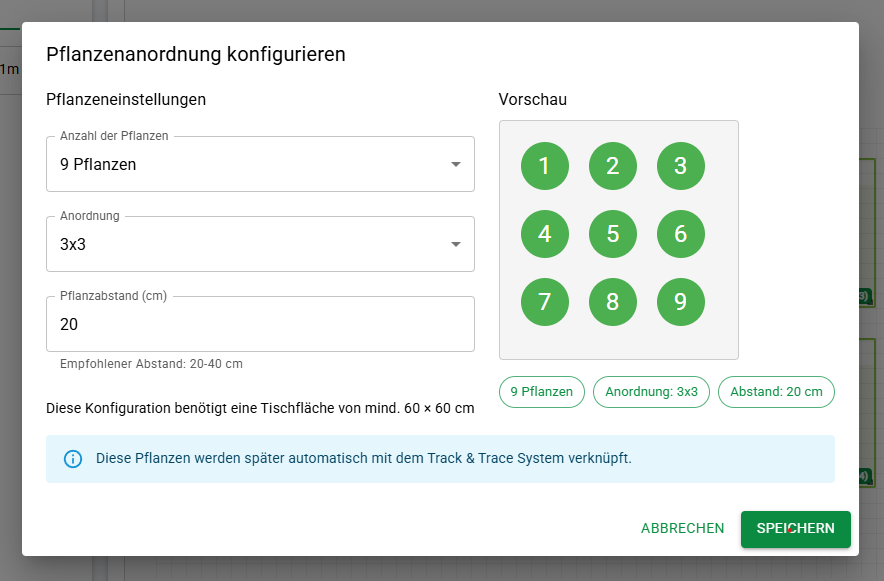 Pflanzenanordnung konfigurieren
1m
Pflanzeneinstellungen
Anzahl der Pflanzen
9 Pflanzen
Anordnung
3x3
Pflanzabstand (cm)
20
Empfohlener Abstand: 20-40 cm
Diese Konfiguration benötigt eine Tischfläche von mind. 60 × 60 cm
Vorschau
1 2 3
4 5 6
7 8 9
9 Pflanzen
Anordnung: 3x3
Abstand: 20 cm
Diese Pflanzen werden später automatisch mit dem Track & Trace System verknüpft.
ABBRECHEN
SPEICHERN